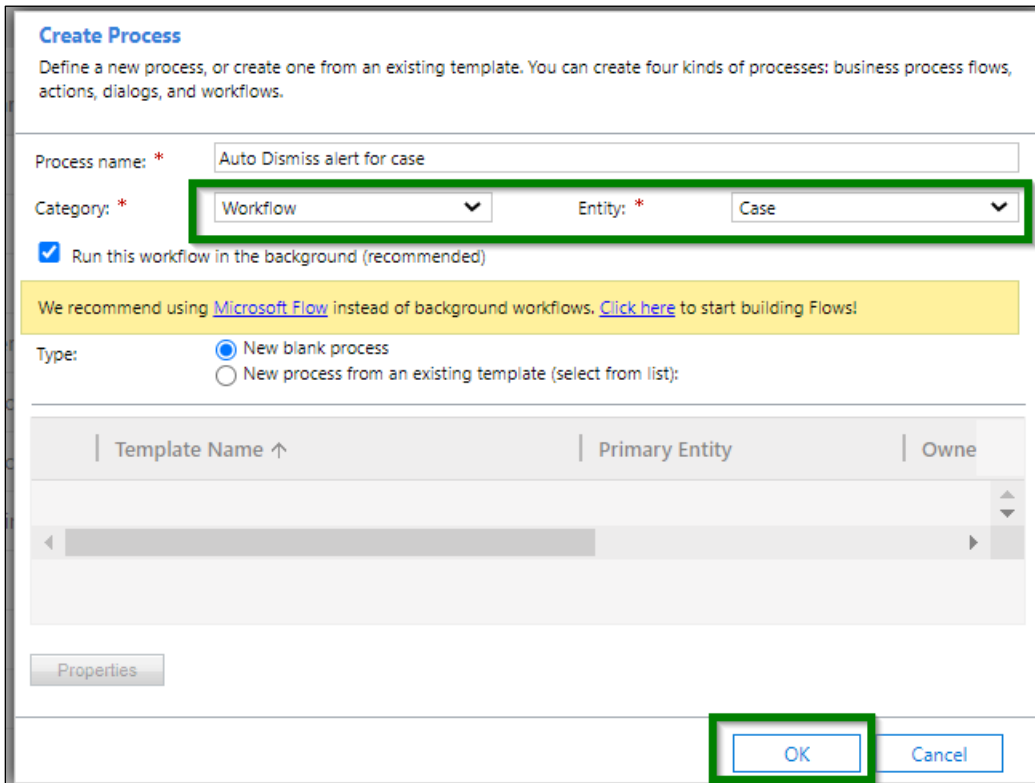 Create Process
Define a new process, or create one from an existing template. You can create four kinds of processes: business process flows,
actions, dialogs, and workflows.
Process name: * Auto Dismiss alert for case
Category: * Workflow Entity: * Case
Run this workflow in the background (recommended)
We recommend using Microsoft Flow instead of background workflows. Click here to start building Flows!
Type: New blank process
New process from an existing template (select from list):
Template Name ↑ Primary Entity Owne
Properties
OK Cancel